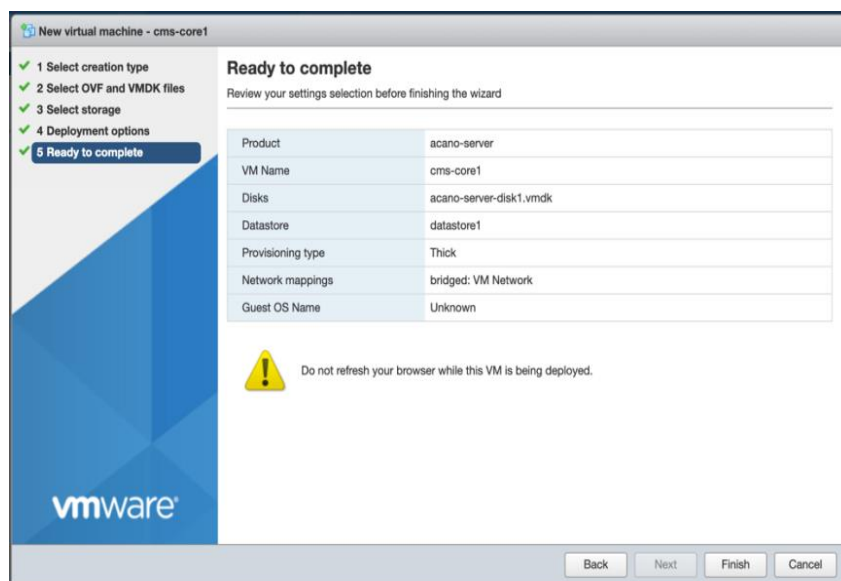 New virtual machine - cms-core1
1 Select creation type
2 Select OVF and VMDK files
3 Select storage
4 Deployment options
5 Ready to complete
Ready to complete
Review your settings selection before finishing the wizard
Product acano-server
VM Name cms-core1
Disks acano-server-disk1.vmdk
Datastore datastore1
Provisioning type Thick
Network mappings bridged: VM Network
Guest OS Name Unknown
Do not refresh your browser while this VM is being deployed.
vmware
Back Next Finish Cancel